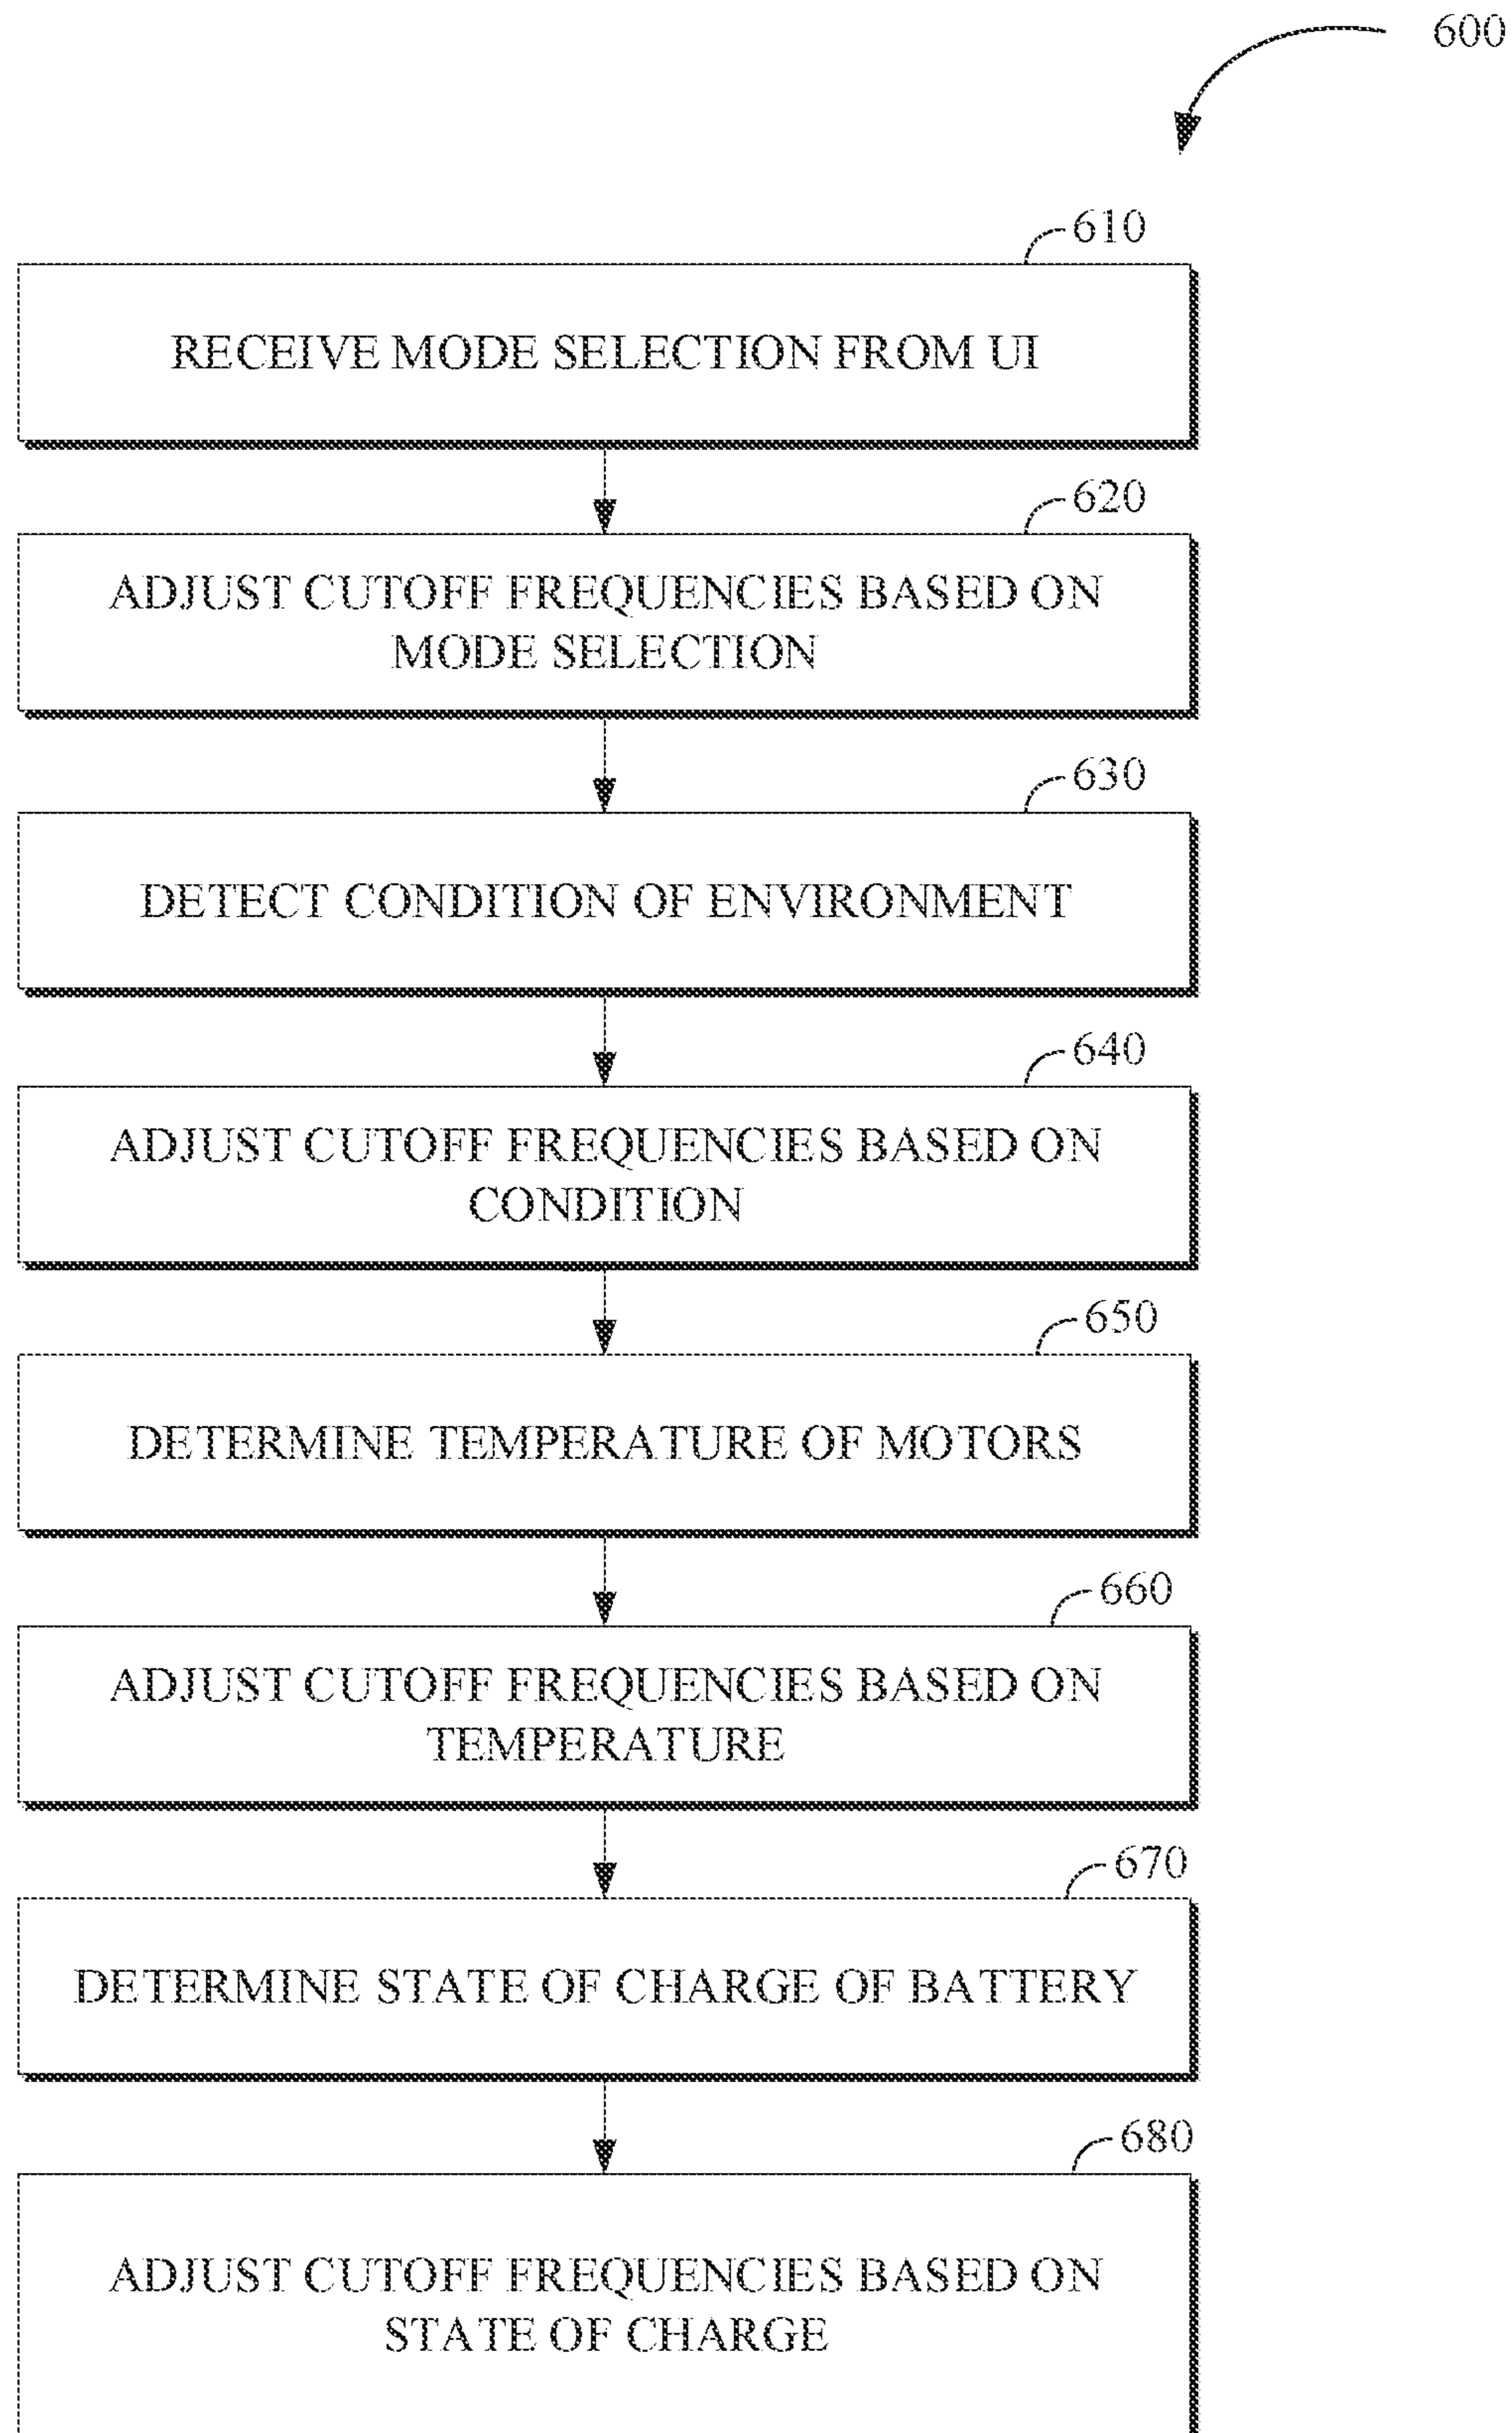 600
610
RECEIVE MODE SELECTION FROM UI
620
ADJUST CUTOFF FREQUENCIES BASED ON
MODE SELECTION
630
DETECT CONDITION OF ENVIRONMENT
640
ADJUST CUTOFF FREQUENCIES BASED ON
CONDITION
650
DETERMINE TEMPERATURE OF MOTORS
660
ADJUST CUTOFF FREQUENCIES BASED ON
TEMPERATURE
670
DETERMINE STATE OF CHARGE OF BATTERY
680
ADJUST CUTOFF FREQUENCIES BASED ON
STATE OF CHARGE